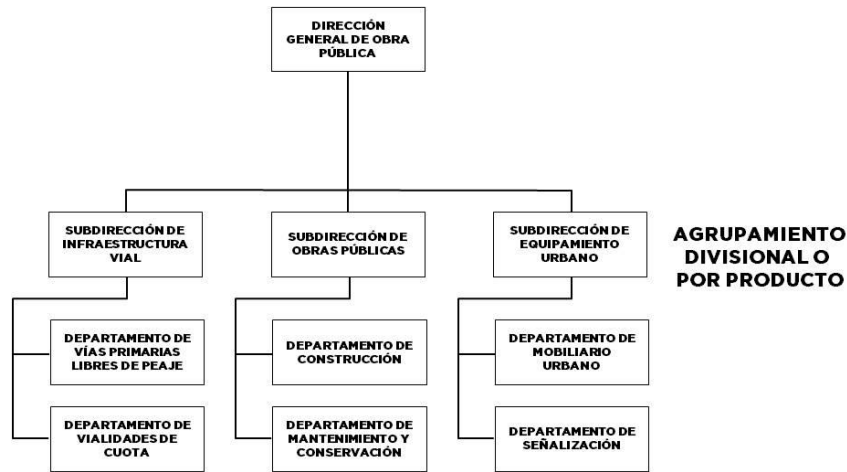 DIRECCIÓN
GENERAL DE OBRA
PÚBLICA
SUBDIRECCIÓN DE
INFRAESTRUCTURA
VIAL
SUBDIRECCIÓN DE
OBRAS PÚBLICAS
SUBDIRECCIÓN DE
EQUIPAMIENTO
URBANO
AGRUPAMIENTO
DIVISIONAL O
POR PRODUCTO
DEPARTAMENTO DE
VÍAS PRIMARIAS
LIBRES DE PEAJE
DEPARTAMENTO DE
CONSTRUCCIÓN
DEPARTAMENTO DE
MOBILIARIO
URBANO
DEPARTAMENTO DE
VIALIDADES DE
CUOTA
DEPARTAMENTO DE
MANTENIMIENTO Y
CONSERVACIÓN
DEPARTAMENTO DE
SEÑALIZACIÓN